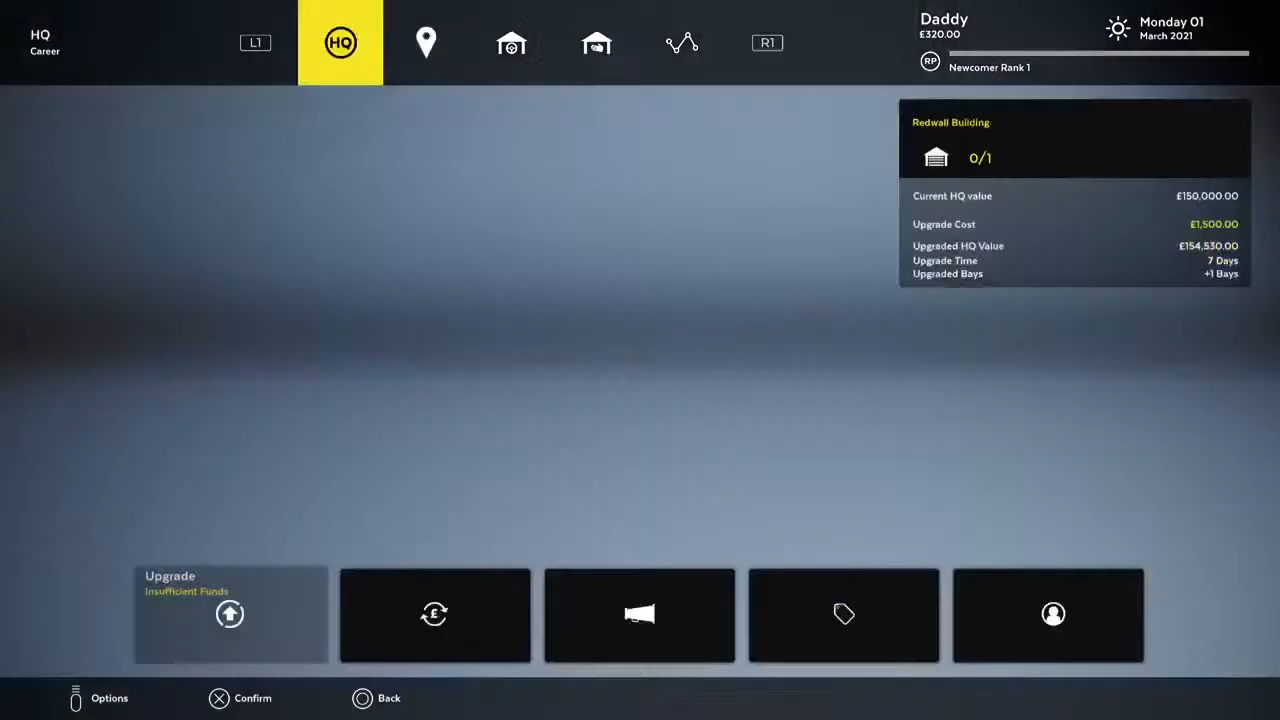 HQ
Career
L1
HQ
R1
Daddy
£320.00
Monday 01
March 2021
RP
Newcomer Rank 1
Redwall Building
0/1
Current HQ value £150,000.00
Upgrade Cost £1,500.00
Upgraded HQ Value £154,530.00
Upgrade Time 7 Days
Upgraded Bays +1 Bays
Upgrade
Insufficient Funds
£
Options
Confirm
Back